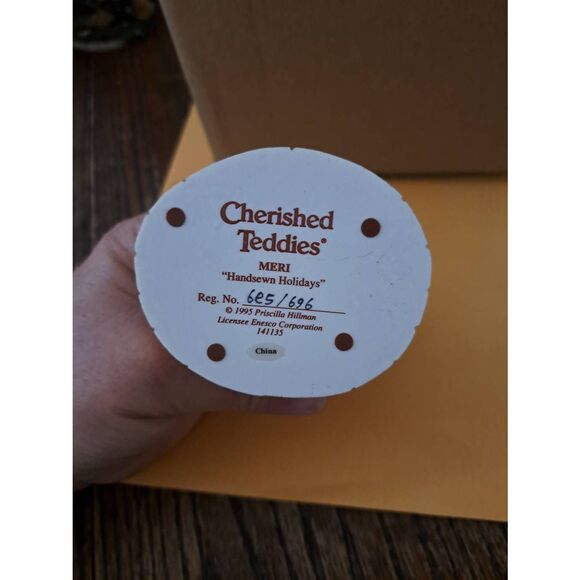 Cherished
Teddies®
MERI
"Handsewn Holidays"
Reg. No. 6E5/696
© 1995 Priscilla Hillman
Licensee Enesco Corporation
141135
China